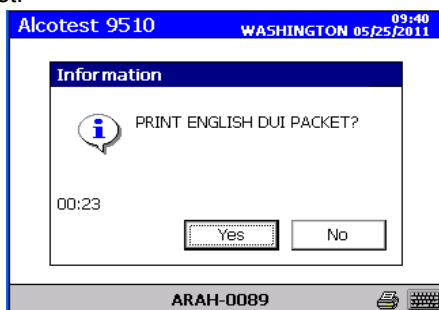 Alcotest 9510
09:40
WASHINGTON 05/25/2011
Information
PRINT ENGLISH DUI PACKET?
00:23
Yes No
ARAH-0089